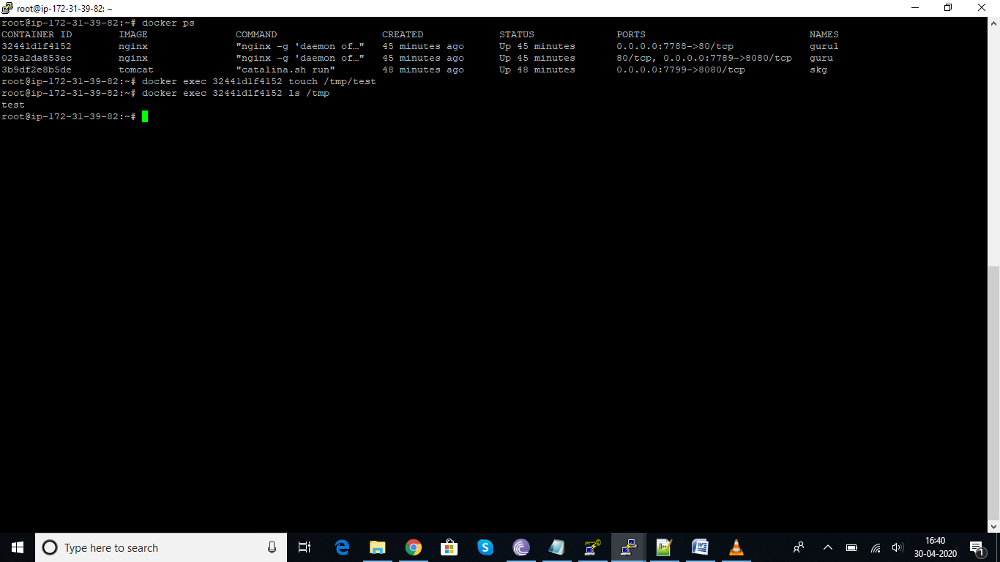 root@ip-172-31-39-82: ~
root@ip-172-31-39-82:~# docker ps
CONTAINER ID IMAGE COMMAND CREATED STATUS PORTS NAMES
32441d1f4152 nginx "nginx -g 'daemon of…" 45 minutes ago Up 45 minutes 0.0.0.0:7788->80/tcp guru1
025a2da853ec nginx "nginx -g 'daemon of…" 45 minutes ago Up 45 minutes 80/tcp, 0.0.0.0:7789->8080/tcp guru
3b9df2e8b5de tomcat "catalina.sh run" 48 minutes ago Up 48 minutes 0.0.0.0:7799->8080/tcp skg
root@ip-172-31-39-82:~# docker exec 32441d1f4152 touch /tmp/test
root@ip-172-31-39-82:~# docker exec 32441d1f4152 ls /tmp
test
root@ip-172-31-39-82:~#
Type here to search
16:40
30-04-2020
1